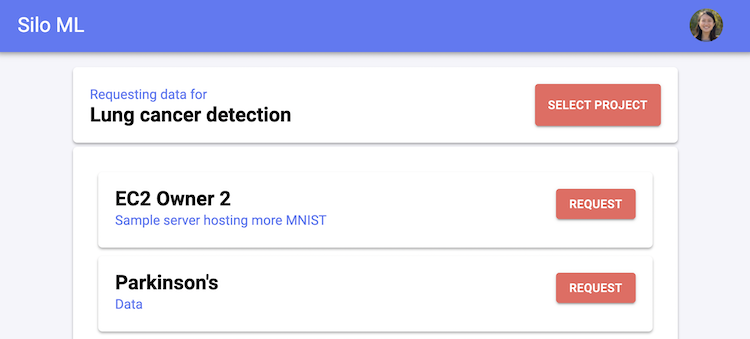 Silo ML
Requesting data for
Lung cancer detection
SELECT PROJECT
EC2 Owner 2
Sample server hosting more MNIST
REQUEST
Parkinson's
Data
REQUEST